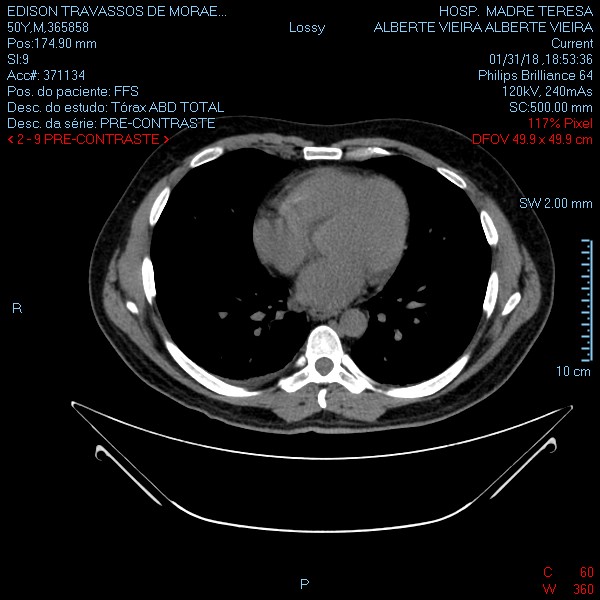 EDISON TRAVASSOS DE MORAE...
50Y,M,365858
Pos:174.90 mm
SI:9
Acc#: 371134
Pos. do paciente: FFS
Desc. do estudo: Tórax ABD TOTAL
Desc. da série: PRE-CONTRASTE
< 2 - 9 PRE-CONTRASTE >
Lossy
HOSP. MADRE TERESA
ALBERTE VIEIRA ALBERTE VIEIRA
Current
01/31/18 ,18:53:36
Philips Brilliance 64
120kV, 240mAs
SC:500.00 mm
117% Pixel
DFOV 49.9 x 49.9 cm
SW 2.00 mm
R
10 cm
P
C 60
W 360